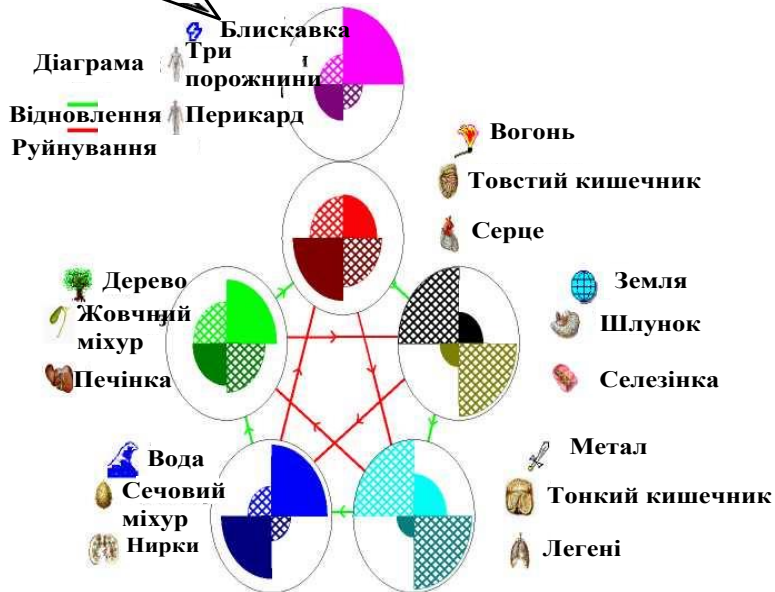 Блискавка
Діаграма
Три
порожнини
и
Відновлення
Перикард
Руйнування
Вогонь
Товстий кишечник
Серце
Дерево
Жовчний
міхур
Печінка
Земля
Шлунок
Селезінка
Вода
Сечовий
міхур
Нирки
Метал
Тонкий кишечник
Легені